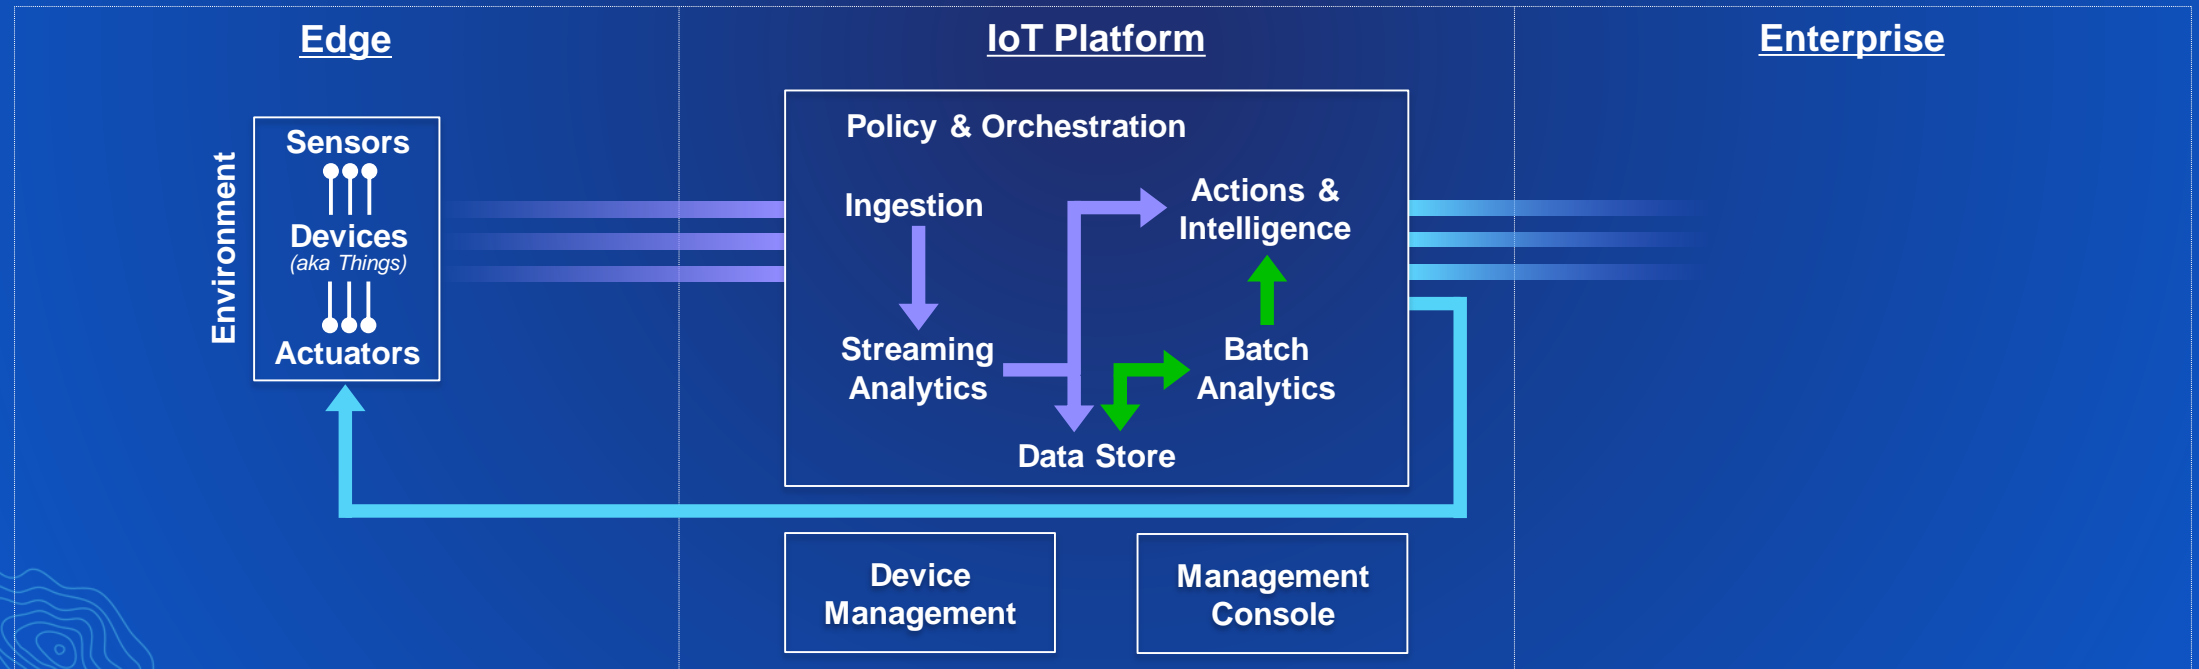 Edge
IoT Platform
Enterprise
Environment
Sensors
Devices
(aka Things)
Actuators
Policy & Orchestration
Ingestion
Actions &
Intelligence
Streaming
Analytics
Batch
Analytics
Data Store
Device
Management
Management
Console